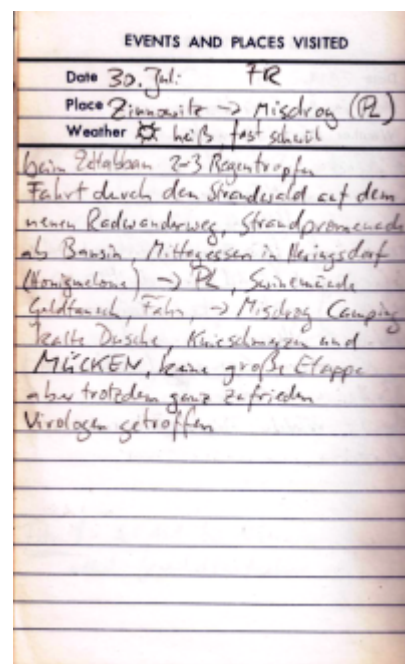 EVENTS AND PLACES VISITED
Date 30. Juli FR
Place Zinnowitz → Misdroy (PL)
Weather heiß fast schwül
beim Zeltabbau 2-3 Regentropfen
Fahrt durch den Strandwald auf dem
neuen Radwanderweg, Strandpromenade
ab Bansin, Mittagessen in Heringsdorf
(Honigmelone) → PL, Swinemünde
Geldtausch, Fähre, → Misdroy Camping
kalte Dusche, Knieschmerzen und
MÜCKEN, keine große Etappe
aber trotzdem ganz zufrieden
Virologen getroffen